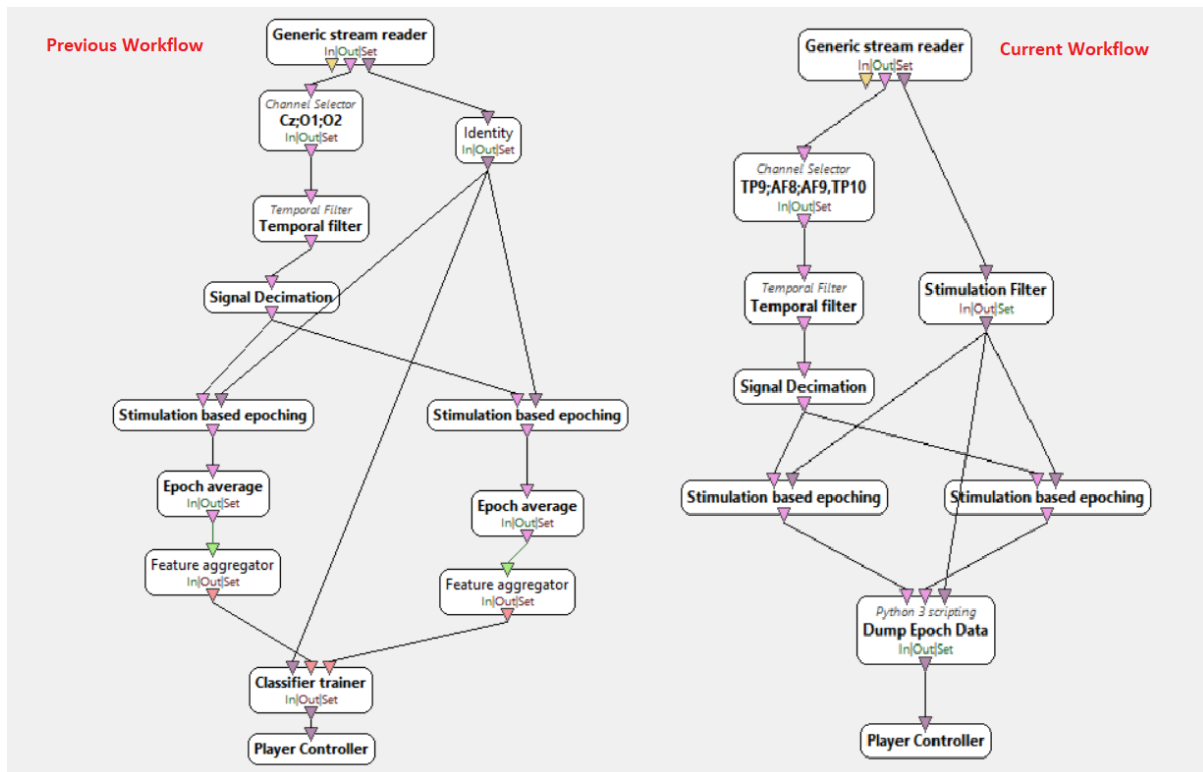 Previous Workflow
Generic stream reader
In|Out|Set
Channel Selector
Cz;O1;O2
In|Out|Set
Identity
In|Out|Set
Temporal Filter
Temporal filter
Signal Decimation
Stimulation based epoching
Stimulation based epoching
Epoch average
In|Out|Set
Epoch average
In|Out|Set
Feature aggregator
In|Out|Set
Feature aggregator
In|Out|Set
Classifier trainer
In|Out|Set
Player Controller
Current Workflow
Generic stream reader
In|Out|Set
Channel Selector
TP9;AF8;AF9,TP10
In|Out|Set
Temporal Filter
Temporal filter
Stimulation Filter
In|Out|Set
Signal Decimation
Stimulation based epoching
Stimulation based epoching
Python 3 scripting
Dump Epoch Data
In|Out|Set
Player Controller